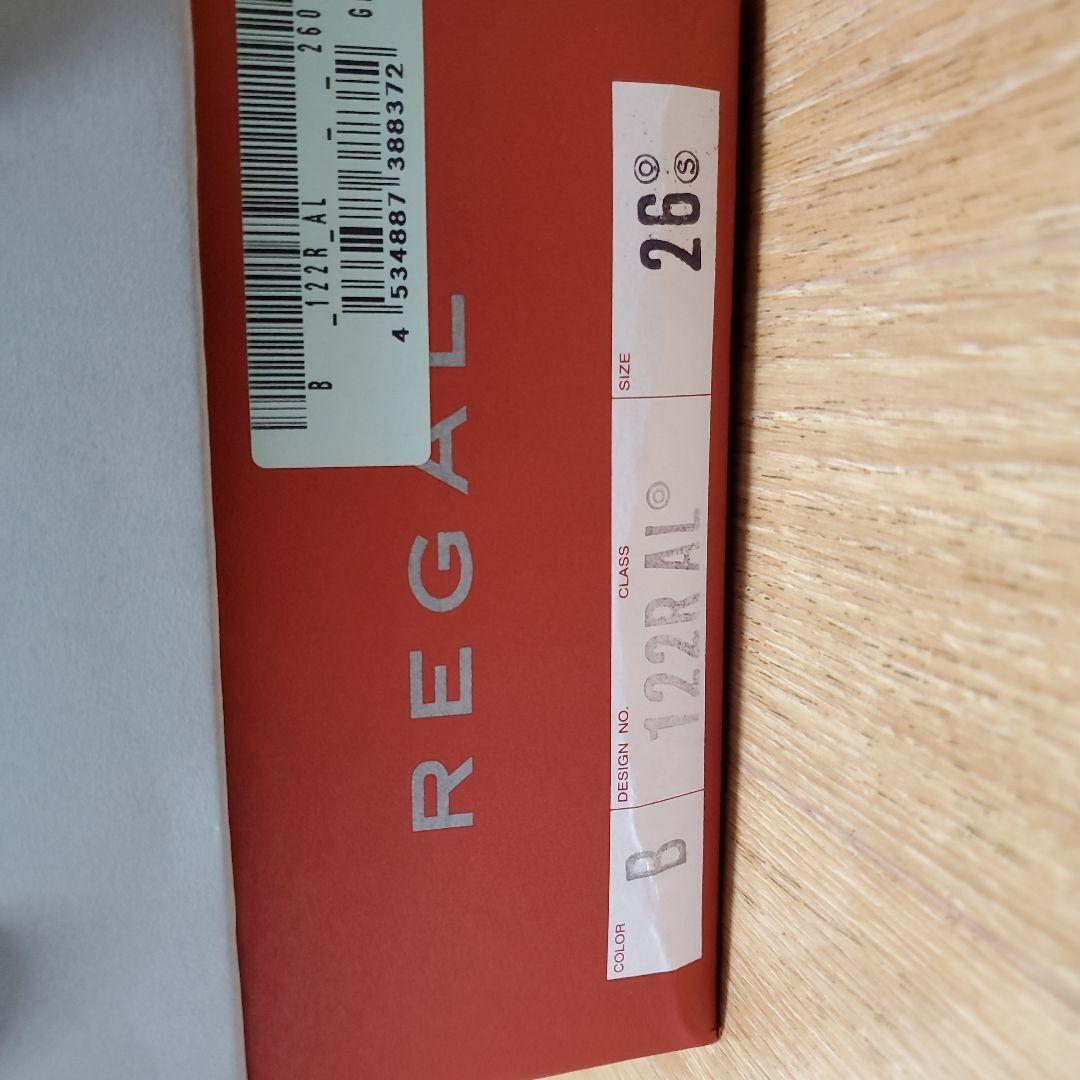 B -122R_AL - - 260
4 534887 388372
REGAL
COLOR DESIGN NO. CLASS SIZE
B 122R AL◎ 26 ◎ Ⓢ